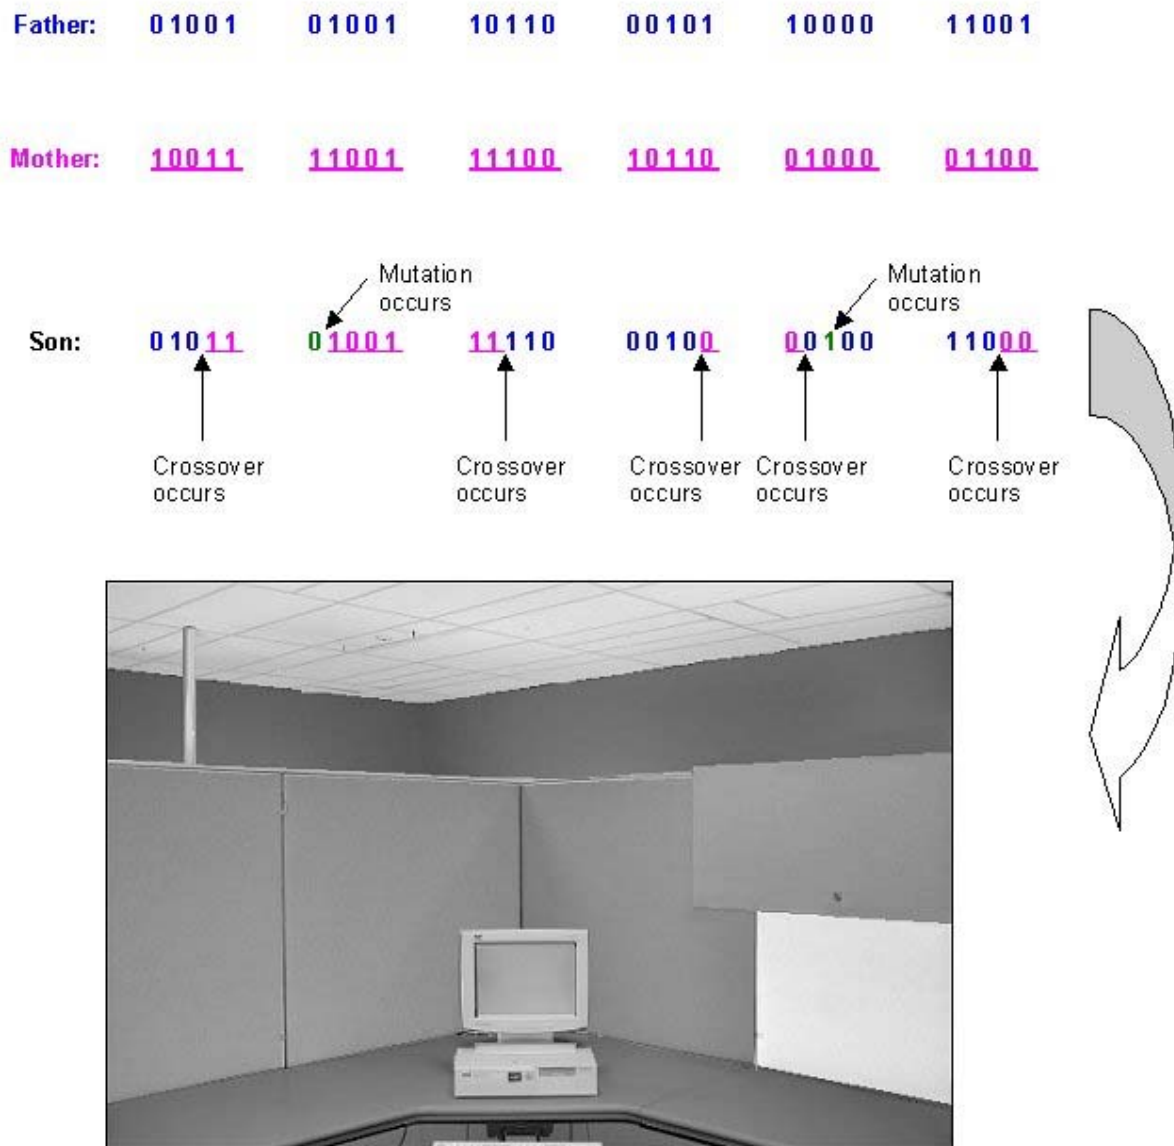 Father: 01001 01001 10110 00101 10000 11001
Mother: 10011 11001 11100 10110 01000 01100
Mutation occurs Mutation occurs
Son: 01011 01001 11110 00100 00100 11000
Crossover occurs Crossover occurs Crossover occurs Crossover occurs Crossover occurs